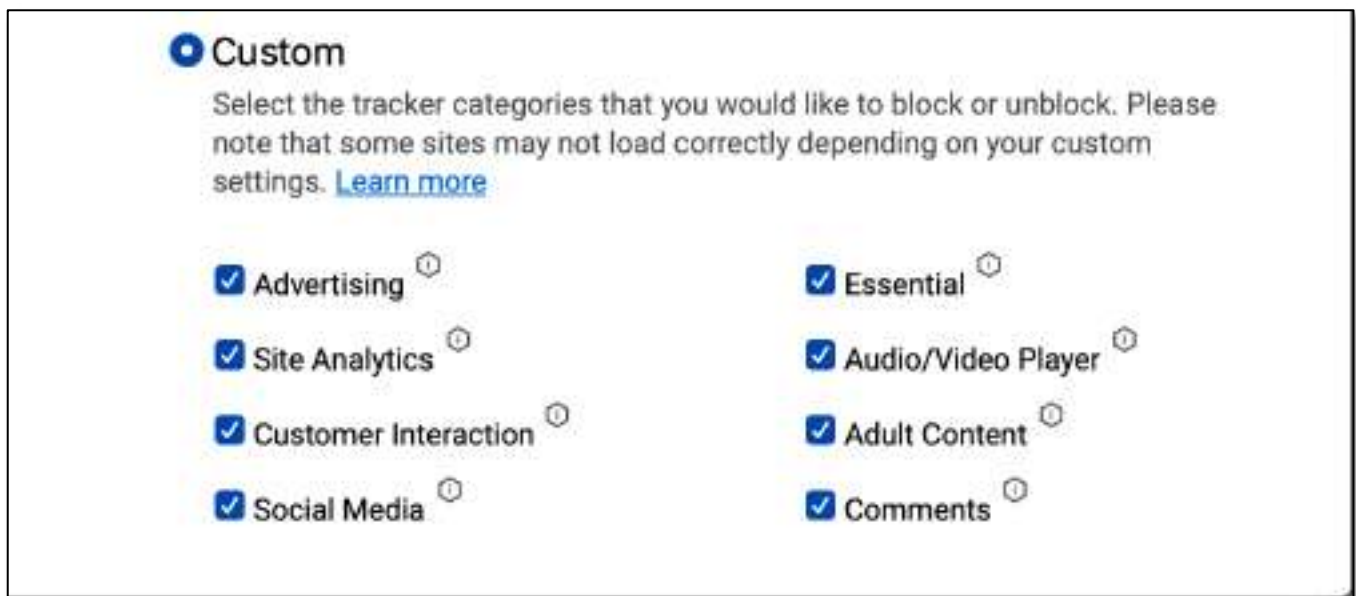 Custom
Select the tracker categories that you would like to block or unblock. Please
note that some sites may not load correctly depending on your custom
settings. Learn more
Advertising
Essential
Site Analytics
Audio/Video Player
Customer Interaction
Adult Content
Social Media
Comments